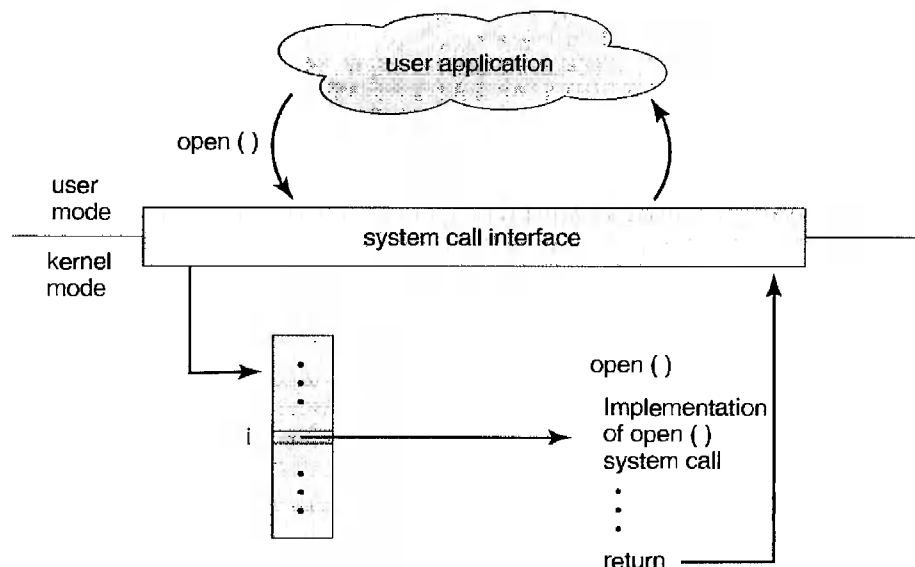 user application
open ( )
user
mode
system call interface
kernel
mode
open ( )
Implementation
of open ( )
system call
i
return